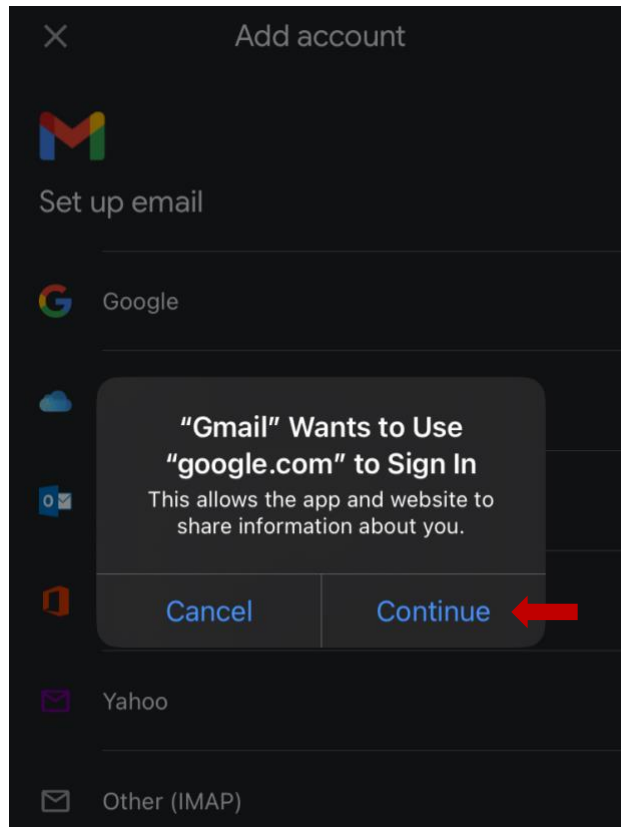 Add account
Set up email
Google
“Gmail” Wants to Use
“google.com” to Sign In
This allows the app and website to
share information about you.
Cancel Continue
Yahoo
Other (IMAP)